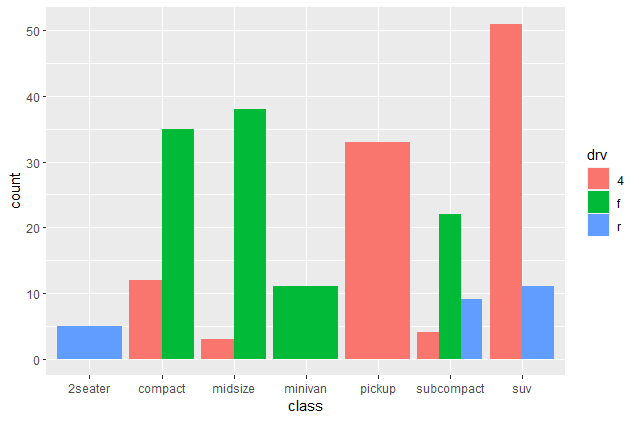 50
40
30
20
10
0
count
2seater compact midsize minivan pickup subcompact suv
class
drv
4
f
r